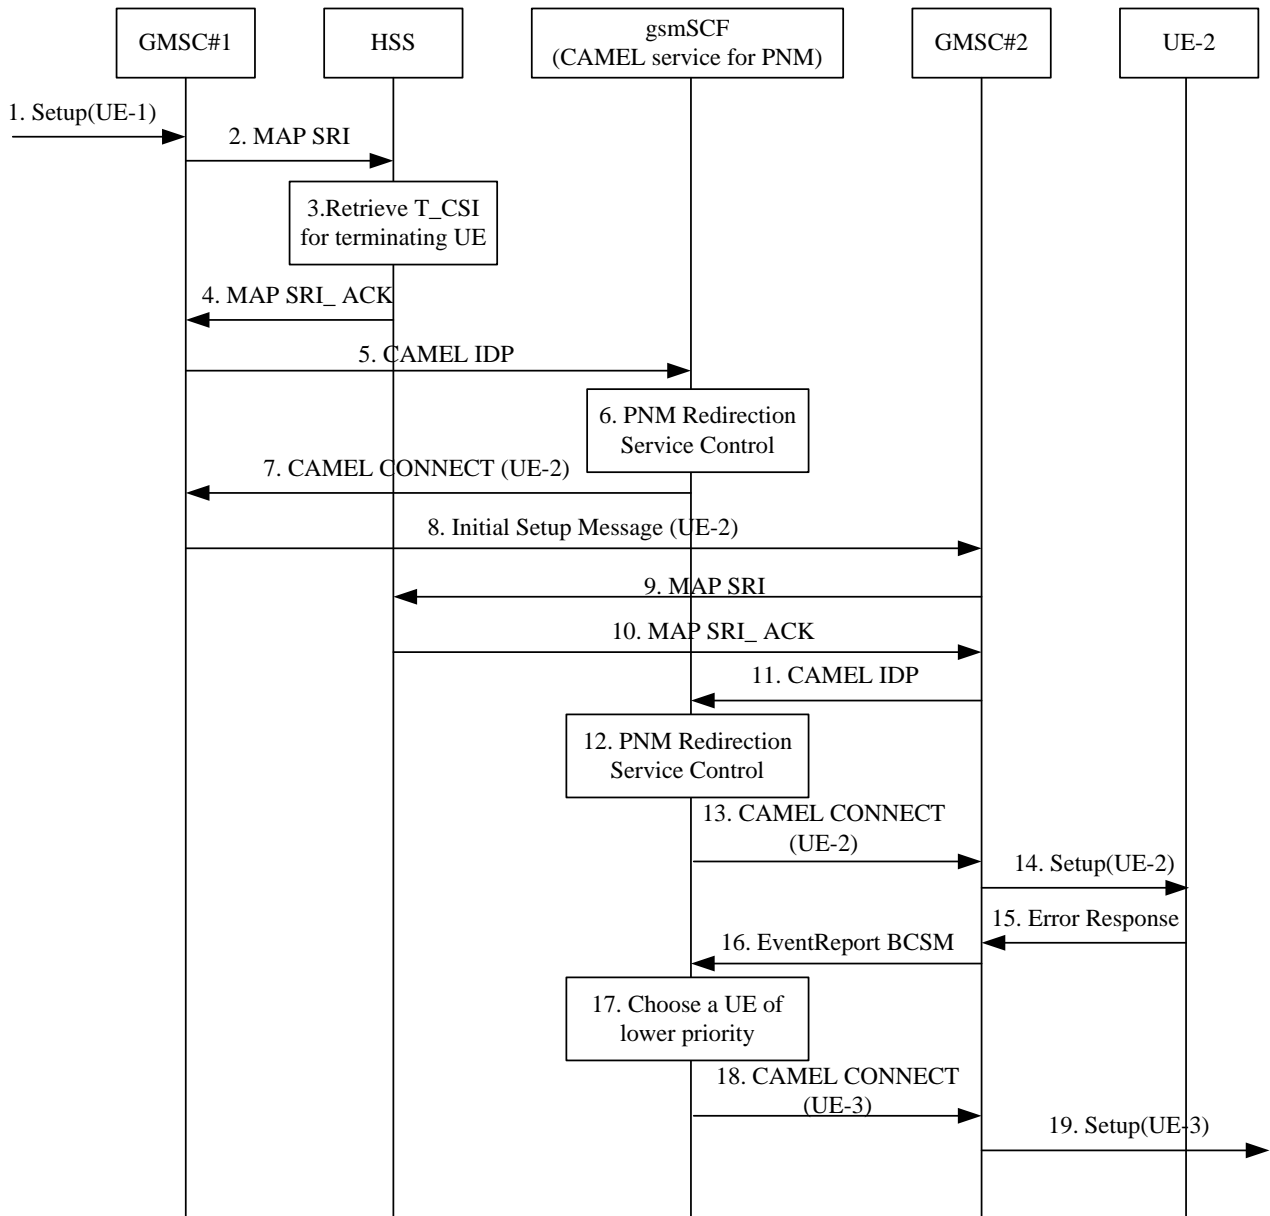 GMSC#1
HSS
gsmSCF
(CAMEL service for PNM)
GMSC#2
UE-2
1. Setup(UE-1)
2. MAP SRI
3.Retrieve T_CSI
for terminating UE
4. MAP SRI_ ACK
5. CAMEL IDP
6. PNM Redirection
Service Control
7. CAMEL CONNECT (UE-2)
8. Initial Setup Message (UE-2)
9. MAP SRI
10. MAP SRI_ ACK
11. CAMEL IDP
12. PNM Redirection
Service Control
13. CAMEL CONNECT
(UE-2)
14. Setup(UE-2)
15. Error Response
16. EventReport BCSM
17. Choose a UE of
lower priority
18. CAMEL CONNECT
(UE-3)
19. Setup(UE-3)